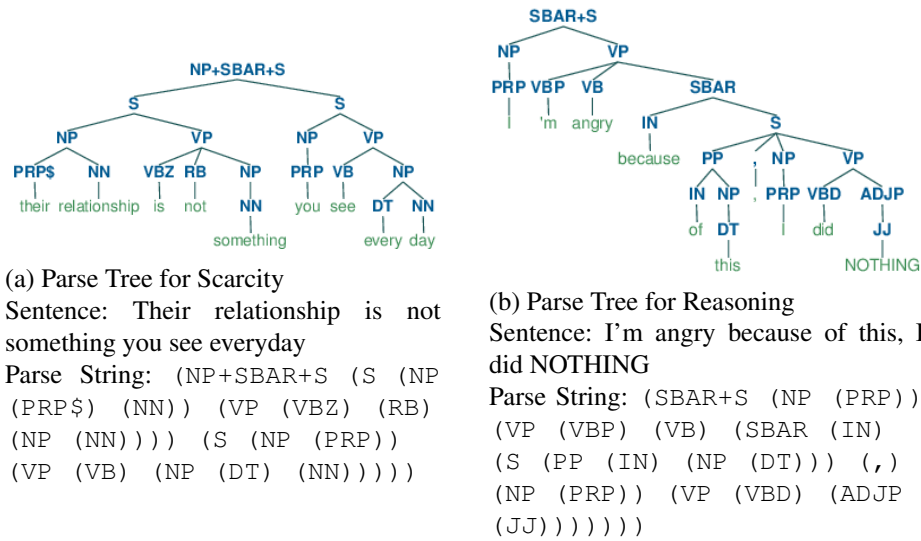 NP+SBAR+S
S S
NP VP NP VP
PRP$ NN VBZ RB NP PRP VB NP
their relationship is not NN you see DT NN
something every day
(a) Parse Tree for Scarcity
Sentence: Their relationship is not
something you see everyday
Parse String: (NP+SBAR+S (S (NP
(PRP$) (NN)) (VP (VBZ) (RB)
(NP (NN)))) (S (NP (PRP))
(VP (VB) (NP (DT) (NN)))))
SBAR+S
NP VP
PRP VBP VB SBAR
I 'm angry IN S
because PP , NP VP
IN NP , PRP VBD ADJP
of DT I did JJ
this NOTHING
(b) Parse Tree for Reasoning
Sentence: I'm angry because of this, I
did NOTHING
Parse String: (SBAR+S (NP (PRP))
(VP (VBP) (VB) (SBAR (IN)
(S (PP (IN) (NP (DT))) (,)
(NP (PRP)) (VP (VBD) (ADJP
(JJ)))))))